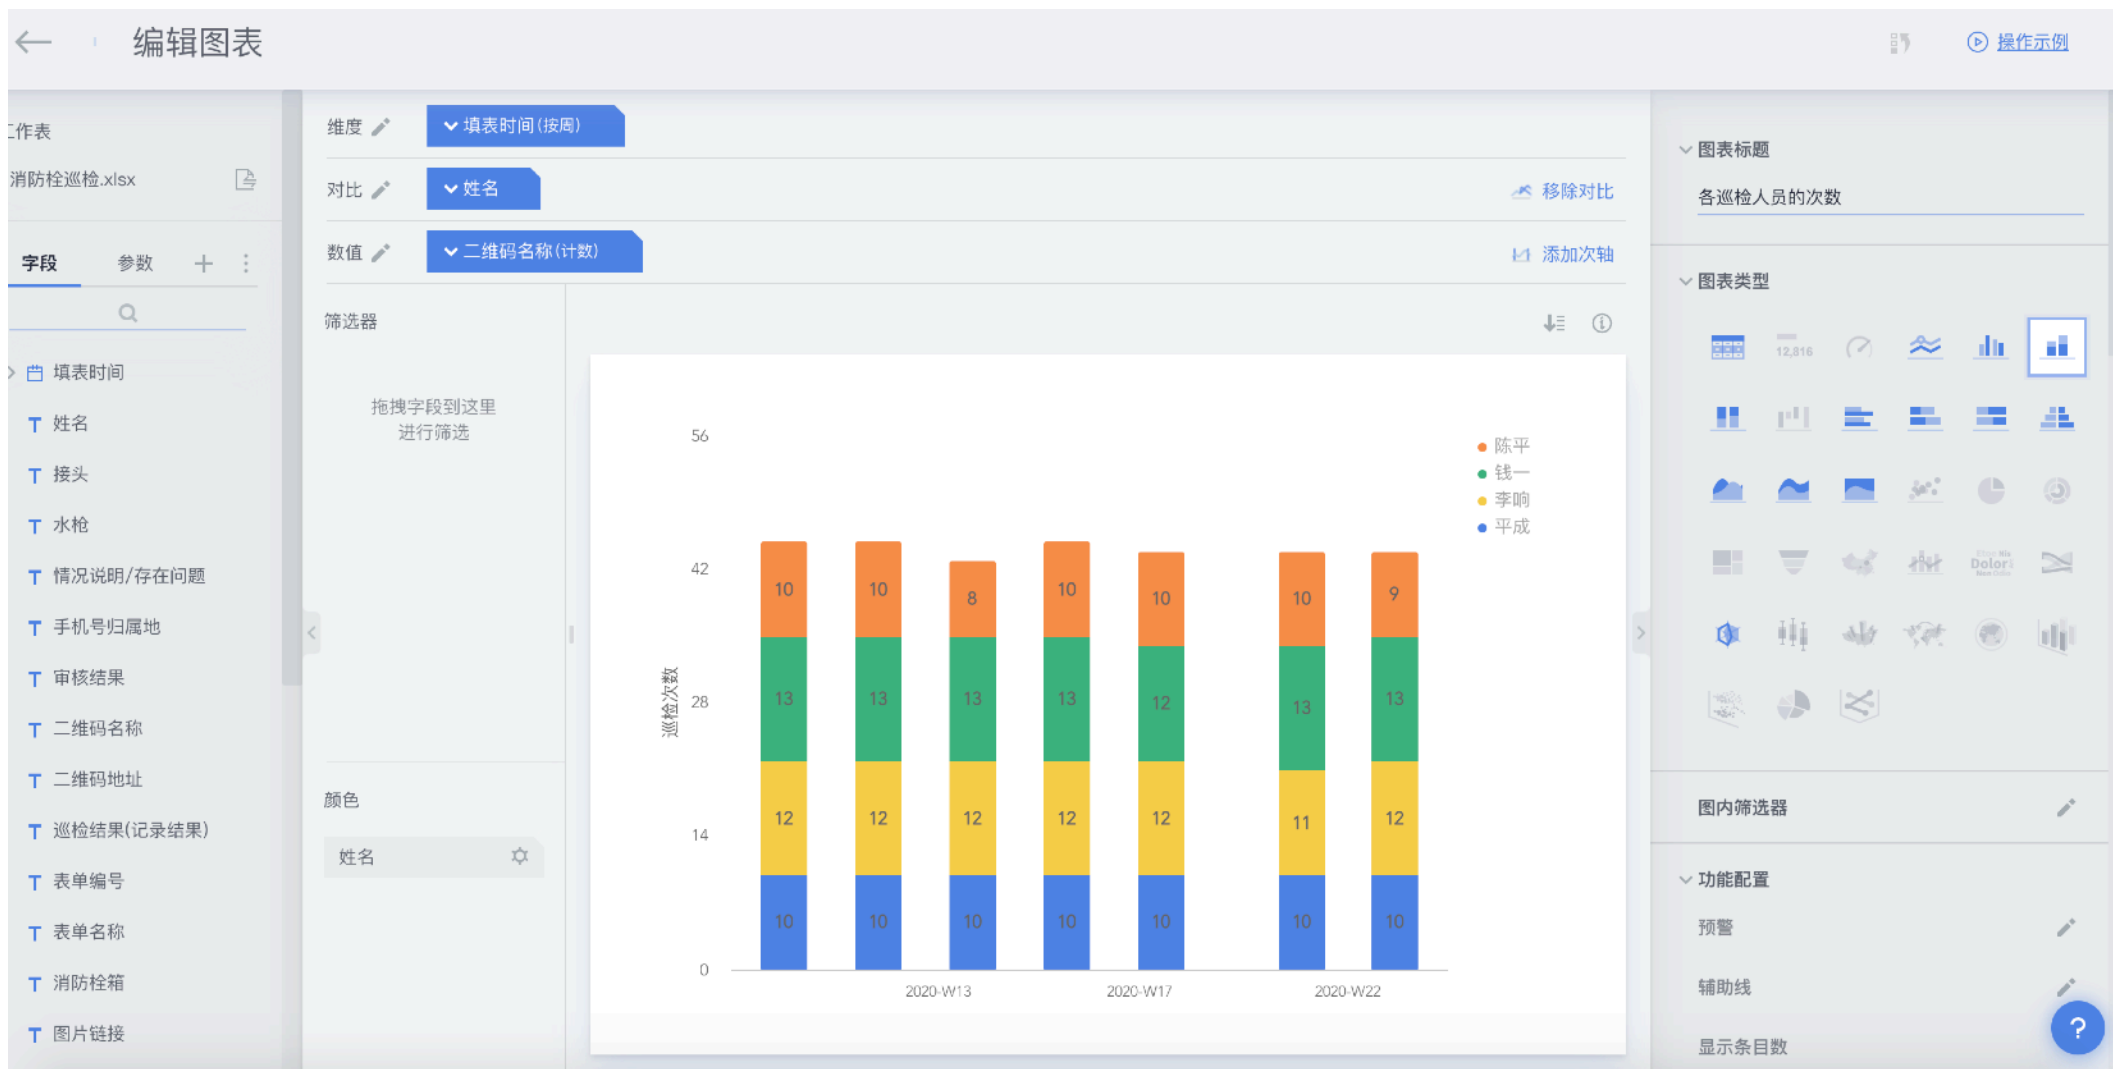 编辑图表
操作示例
工作表
消防栓巡检.xlsx
字段 参数
填表时间
姓名
接头
水枪
情况说明/存在问题
手机号归属地
审核结果
二维码名称
二维码地址
巡检结果(记录结果)
表单编号
表单名称
消防栓箱
图片链接
维度 填表时间(按周)
对比 姓名 移除对比
数值 二维码名称(计数) 添加次轴
筛选器
拖拽字段到这里
进行筛选
颜色
姓名
56
42
28
14
0
巡检次数
陈平
钱一
李响
平成
10 10 8 10 10 10 9
13 13 13 13 12 13 13
12 12 12 12 12 11 12
10 10 10 10 10 10 10
2020-W13 2020-W17 2020-W22
图表标题
各巡检人员的次数
图表类型
12,816
Dolor
图内筛选器
功能配置
预警
辅助线
显示条目数
?